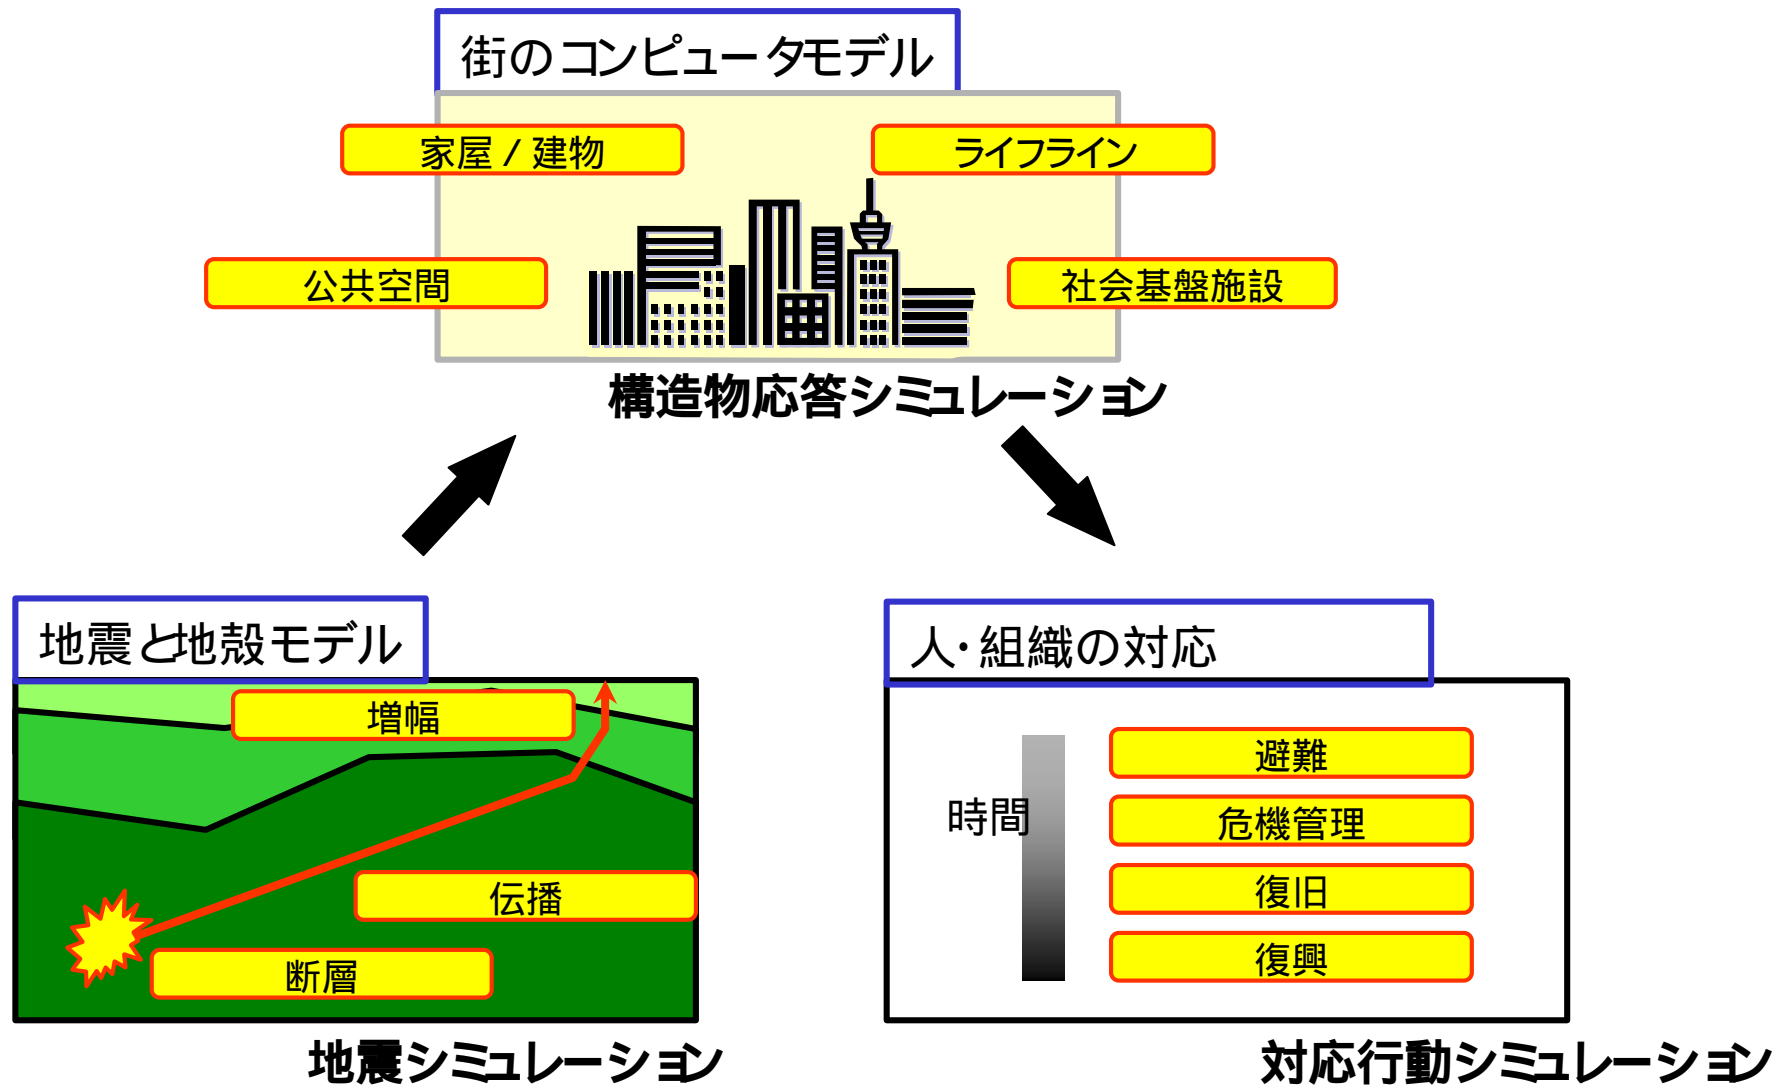 街のコンピュータモデル
家屋／建物
ライフライン
公共空間
社会基盤施設
構造物応答シミュレーション
地震と地殻モデル
増幅
伝播
断層
地震シミュレーション
人・組織の対応
時間
避難
危機管理
復旧
復興
対応行動シミュレーション